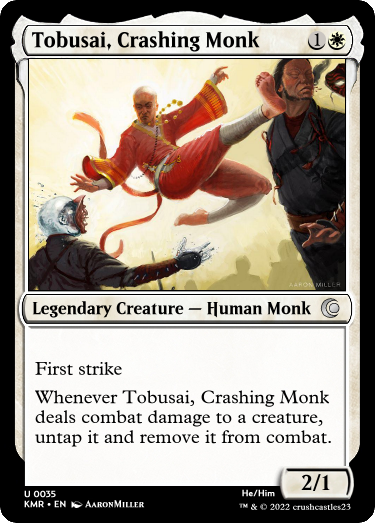 Tobusai, Crashing Monk 1
AARON MILLER
Legendary Creature — Human Monk
First strike
Whenever Tobusai, Crashing Monk
deals combat damage to a creature,
untap it and remove it from combat.
2/1
U 0035 He/Him
KMR • EN AaronMiller ™ & © 2022 crushcastles23